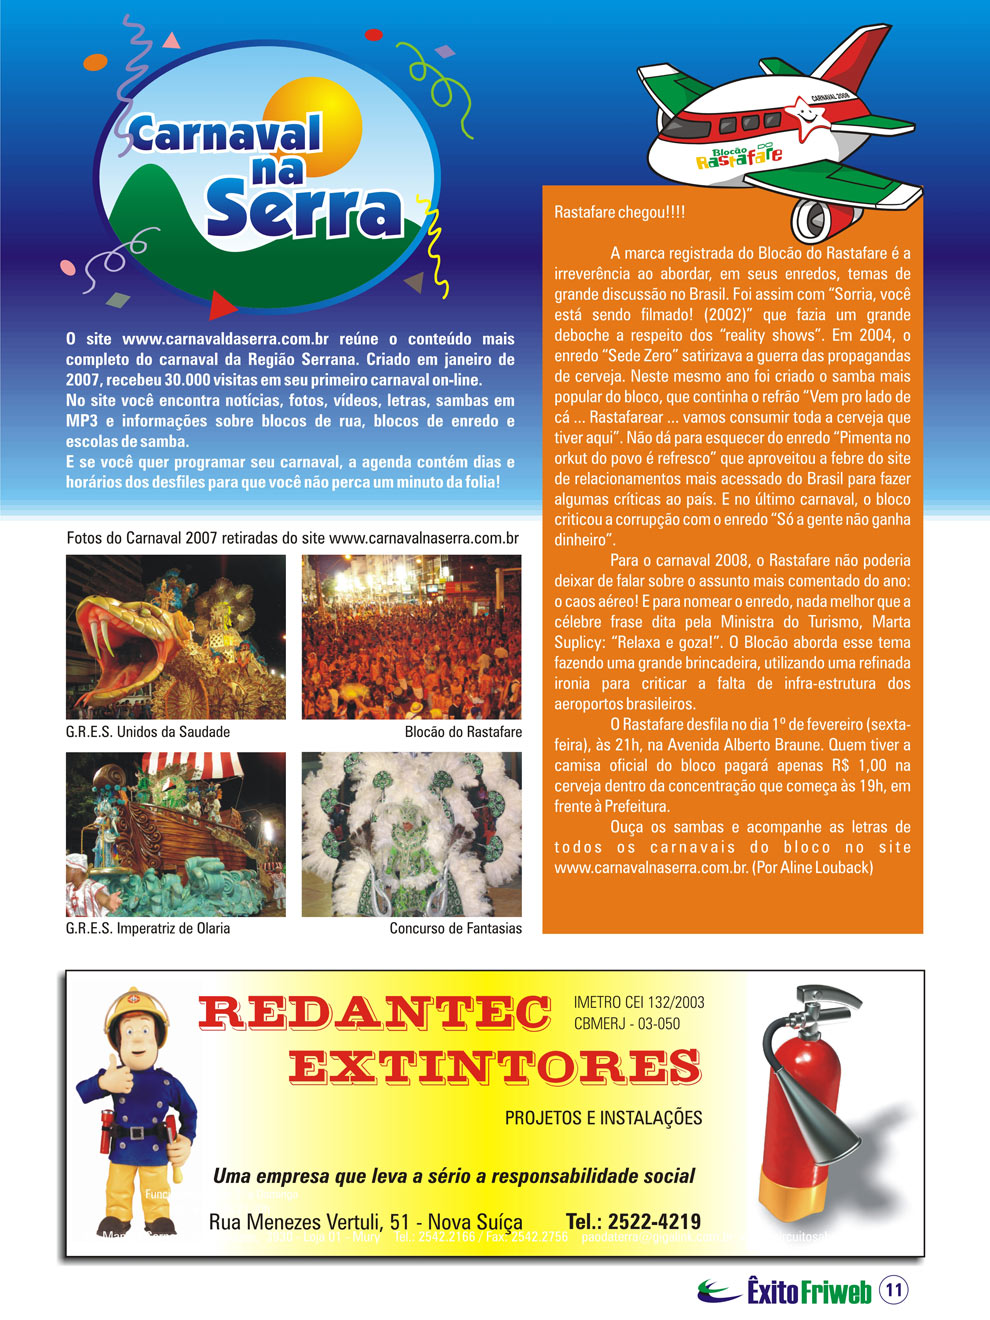 Carnaval
na
Serra
CARNAVAL 2008
Blocão
Rastafare
O site www.carnavaldaserra.com.br reúne o conteúdo mais
completo do carnaval da Região Serrana. Criado em janeiro de
2007, recebeu 30.000 visitas em seu primeiro carnaval on-line.
No site você encontra notícias, fotos, vídeos, letras, sambas em
MP3 e informações sobre blocos de rua, blocos de enredo e
escolas de samba.
E se você quer programar seu carnaval, a agenda contém dias e
horários dos desfiles para que você não perca um minuto da folia!
Fotos do Carnaval 2007 retiradas do site www.carnavalnaserra.com.br
G.R.E.S. Unidos da Saudade
Blocão do Rastafare
G.R.E.S. Imperatriz de Olaria
Concurso de Fantasias
Rastafare chegou!!!!
A marca registrada do Blocão do Rastafare é a
irreverência ao abordar, em seus enredos, temas de
grande discussão no Brasil. Foi assim com “Sorria, você
está sendo filmado! (2002)” que fazia um grande
deboche a respeito dos “reality shows”. Em 2004, o
enredo “Sede Zero” satirizava a guerra das propagandas
de cerveja. Neste mesmo ano foi criado o samba mais
popular do bloco, que continha o refrão “Vem pro lado de
cá ... Rastafarear ... vamos consumir toda a cerveja que
tiver aqui”. Não dá para esquecer do enredo “Pimenta no
orkut do povo é refresco” que aproveitou a febre do site
de relacionamentos mais acessado do Brasil para fazer
algumas críticas ao país. E no último carnaval, o bloco
criticou a corrupção com o enredo “Só a gente não ganha
dinheiro”.
Para o carnaval 2008, o Rastafare não poderia
deixar de falar sobre o assunto mais comentado do ano:
o caos aéreo! E para nomear o enredo, nada melhor que a
célebre frase dita pela Ministra do Turismo, Marta
Suplicy: “Relaxa e goza!”. O Blocão aborda esse tema
fazendo uma grande brincadeira, utilizando uma refinada
ironia para criticar a falta de infra-estrutura dos
aeroportos brasileiros.
O Rastafare desfila no dia 1º de fevereiro (sexta-
feira), às 21h, na Avenida Alberto Braune. Quem tiver a
camisa oficial do bloco pagará apenas R$ 1,00 na
cerveja dentro da concentração que começa às 19h, em
frente à Prefeitura.
Ouça os sambas e acompanhe as letras de
todos os carnavais do bloco no site
www.carnavalnaserra.com.br. (Por Aline Louback)
REDANTEC
EXTINTORES
IMETRO CEI 132/2003
CBMERJ - 03-050
PROJETOS E INSTALAÇÕES
Uma empresa que leva a sério a responsabilidade social
Rua Menezes Vertuli, 51 - Nova Suíça Tel.: 2522-4219
Loja 01 - Mury Tel.: 2542.2166 / Fax: 2542.2756
ÊxitoFriweb 11